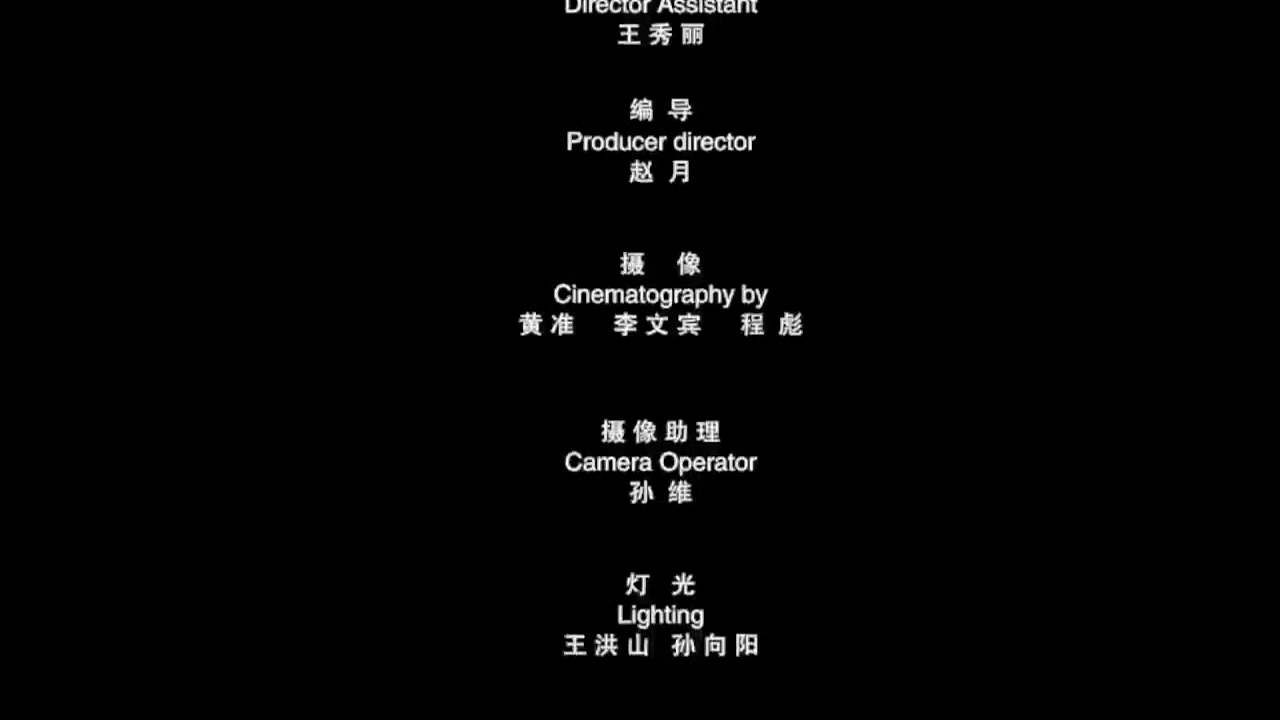 Director Assistant
王秀丽
编导
Producer director
赵月
摄像
Cinematography by
黄准 李文宾 程彪
摄像助理
Camera Operator
孙维
灯光
Lighting
王洪山 孙向阳